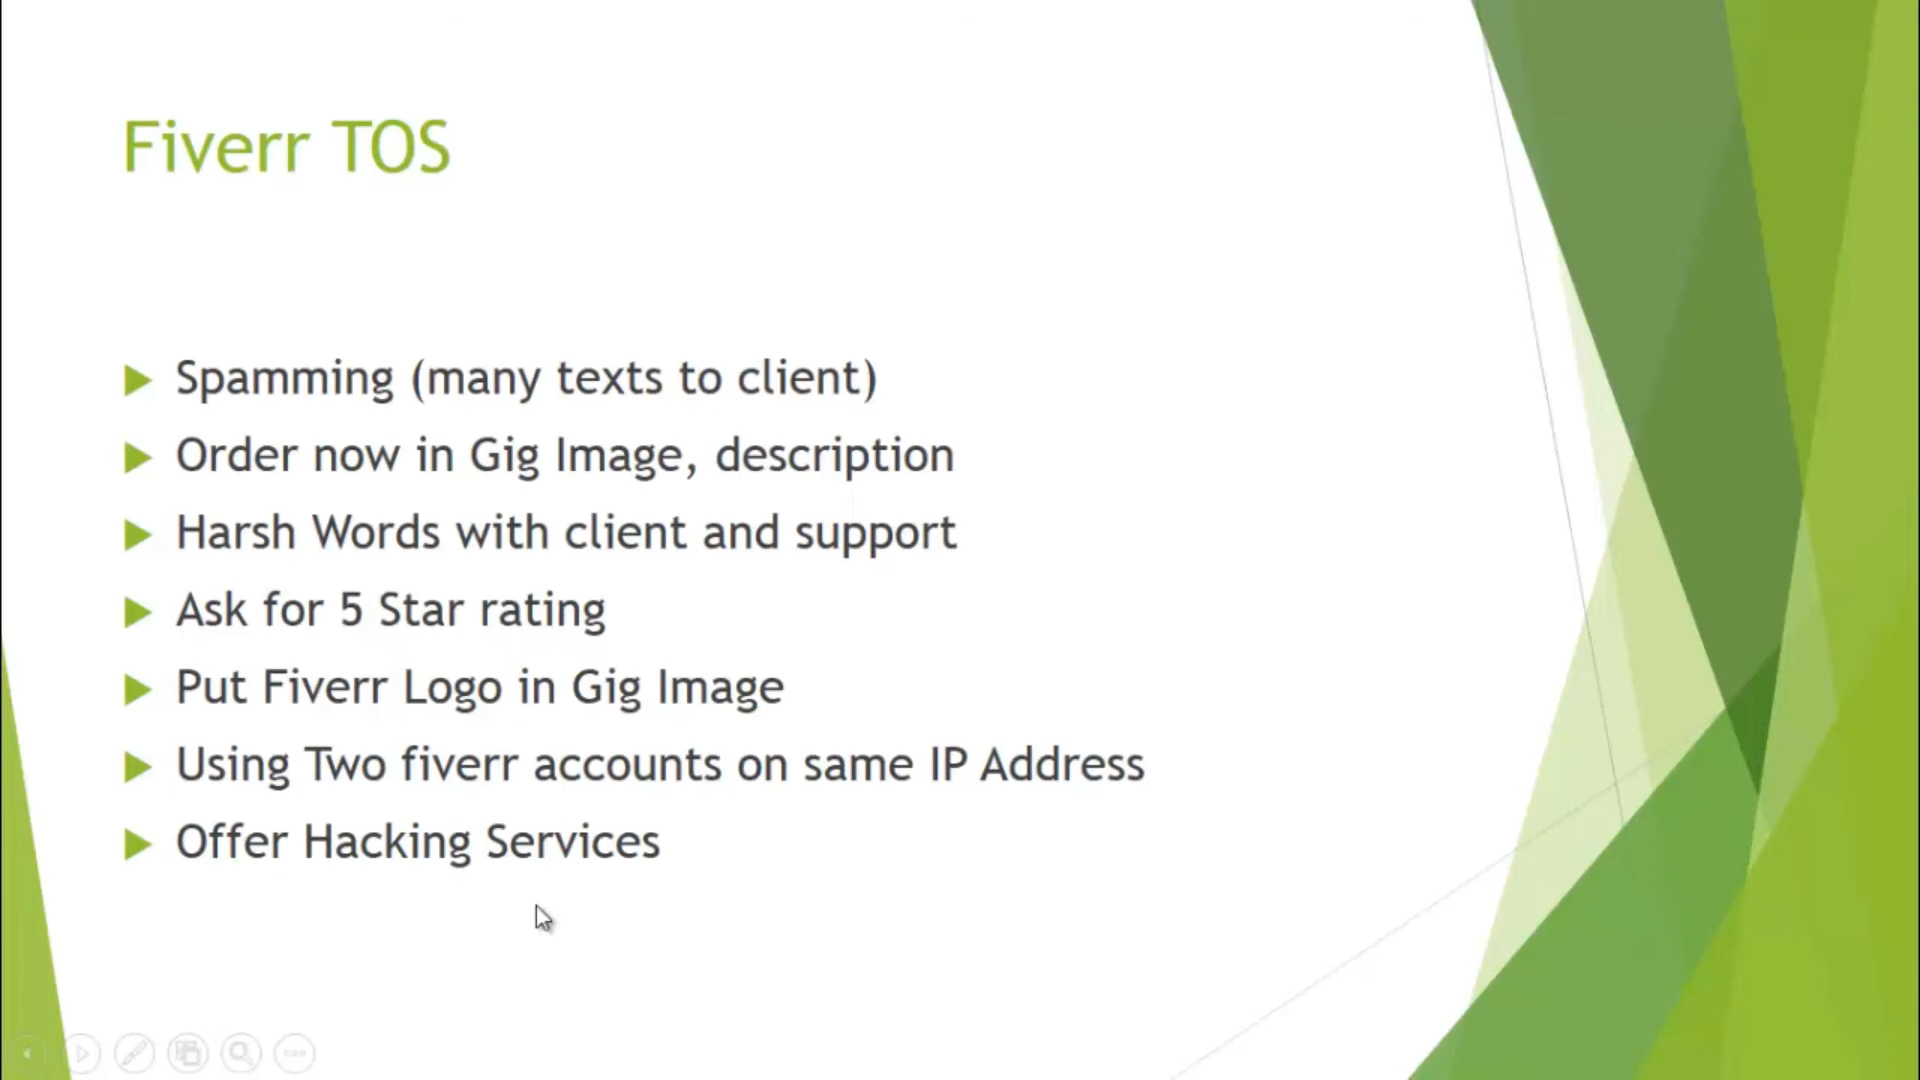 Fiverr TOS
Spamming (many texts to client)
Order now in Gig Image, description
Harsh Words with client and support
Ask for 5 Star rating
Put Fiverr Logo in Gig Image
Using Two fiverr accounts on same IP Address
Offer Hacking Services